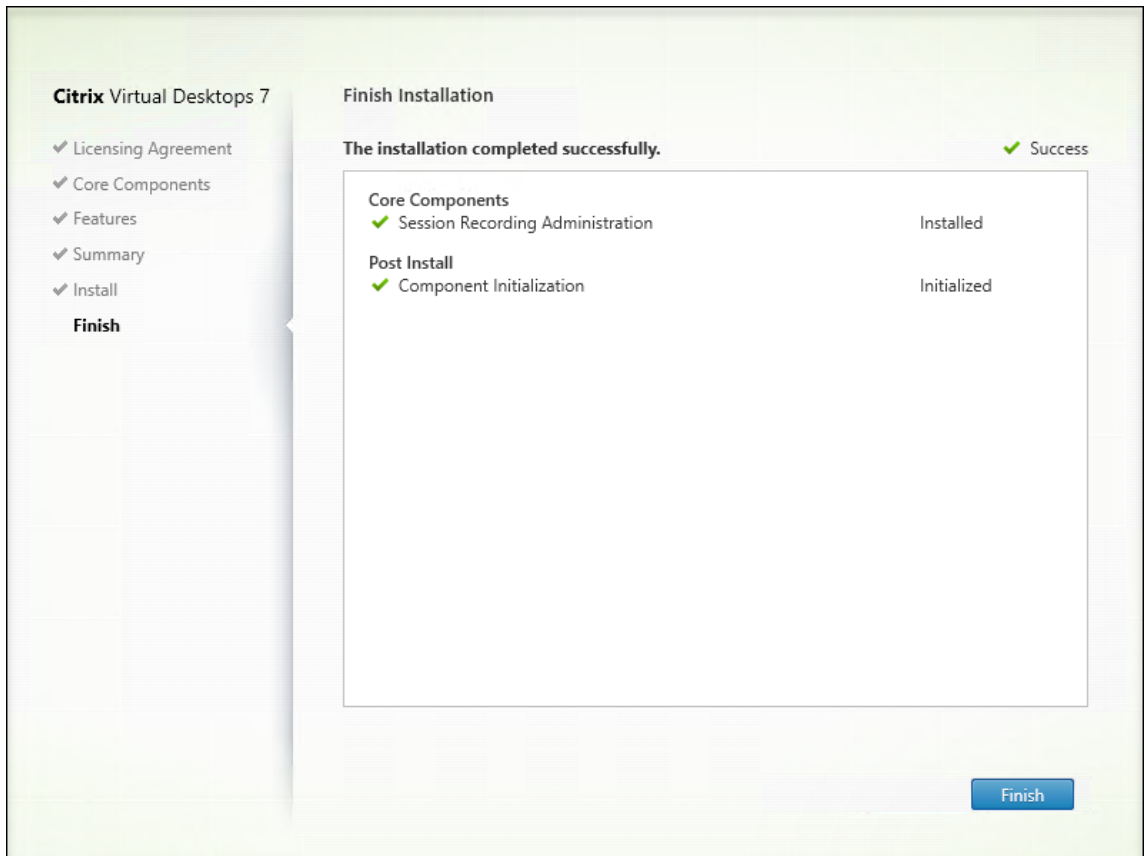 Citrix Virtual Desktops 7
Licensing Agreement
Core Components
Features
Summary
Install
Finish
Finish Installation
The installation completed successfully.
Success
Core Components
Session Recording Administration Installed
Post Install
Component Initialization Initialized
Finish